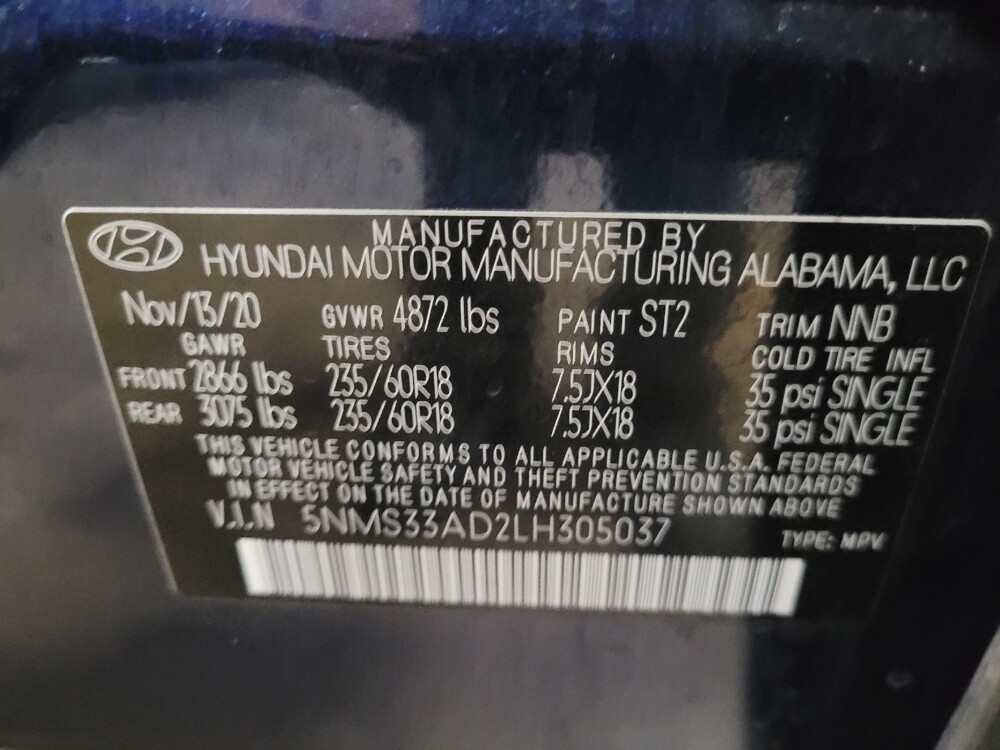 MANUFACTURED BY
HYUNDAI MOTOR MANUFACTURING ALABAMA, LLC
Nov/13/20 GVWR 4872 lbs PAINT ST2 TRIM NNB
GAWR TIRES RIMS COLD TIRE INFL
FRONT 2866 lbs 235/60R18 7.5JX18 35 psi SINGLE
REAR 3075 lbs 235/60R18 7.5JX18 35 psi SINGLE
THIS VEHICLE CONFORMS TO ALL APPLICABLE U.S.A. FEDERAL
MOTOR VEHICLE SAFETY AND THEFT PREVENTION STANDARDS
IN EFFECT ON THE DATE OF MANUFACTURE SHOWN ABOVE
V.I.N 5NMS33AD2LH305037 TYPE: MPV